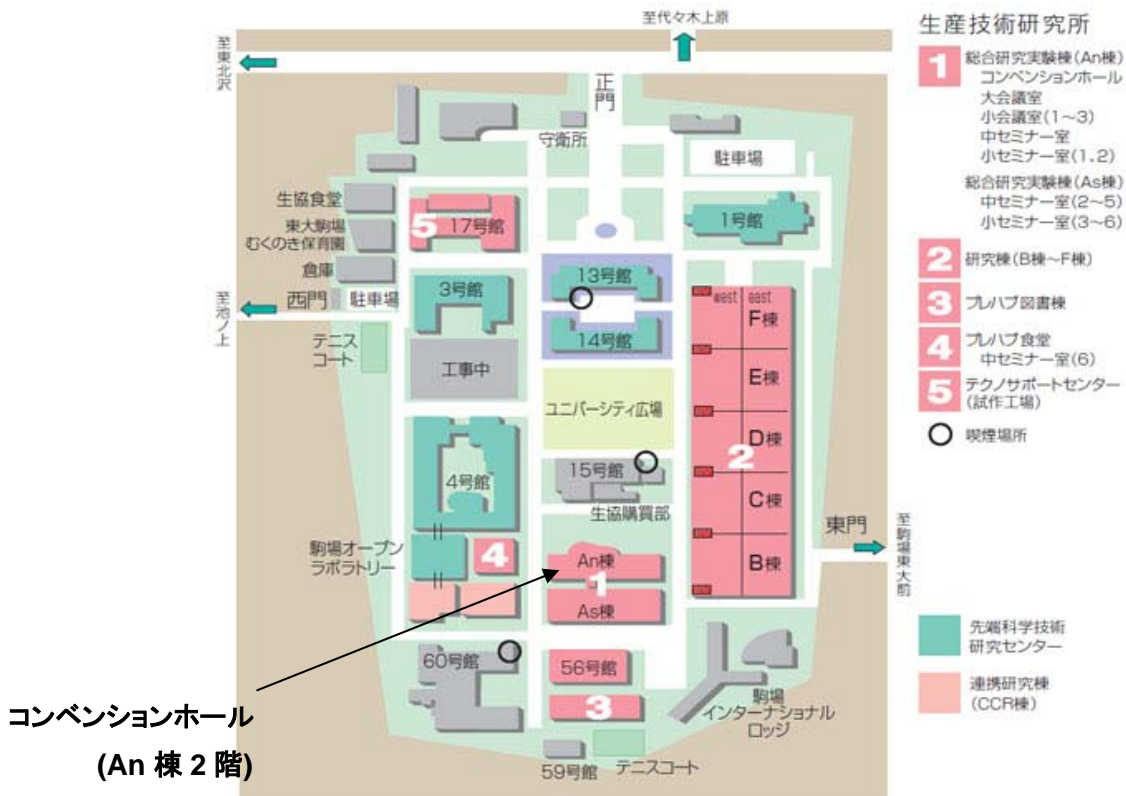 至代々木上原
至東北沢
正門
守衛所
駐車場
生協食堂
東大駒場
むくのき保育園
倉庫
5
17号館
1号館
西門
駐車場
至池ノ上
3号館
13号館
14号館
テニス
コート
工事中
ユニバーシティ広場
west
east
F棟
E棟
D棟
2
C棟
B棟
4号館
15号館
生協購買部
東門
至駒場東大前
駒場オープン
ラボラトリー
4
An棟
1
As棟
60号館
56号館
3
駒場
インターナショナル
ロッジ
59号館
テニスコート
コンベンションホール
(An 棟 2 階)
生産技術研究所
1
総合研究実験棟(An棟)
コンベンションホール
大会議室
小会議室(1~3)
中セミナー室
小セミナー室(1、2)
総合研究実験棟(As棟)
中セミナー室(2~5)
小セミナー室(3~6)
2
研究棟(B棟~F棟)
3
プレハブ図書棟
4
プレハブ食堂
中セミナー室(6)
5
テクノサポートセンター
(試作工場)
喫煙場所
先端科学技術
研究センター
連携研究棟
(CCR棟)